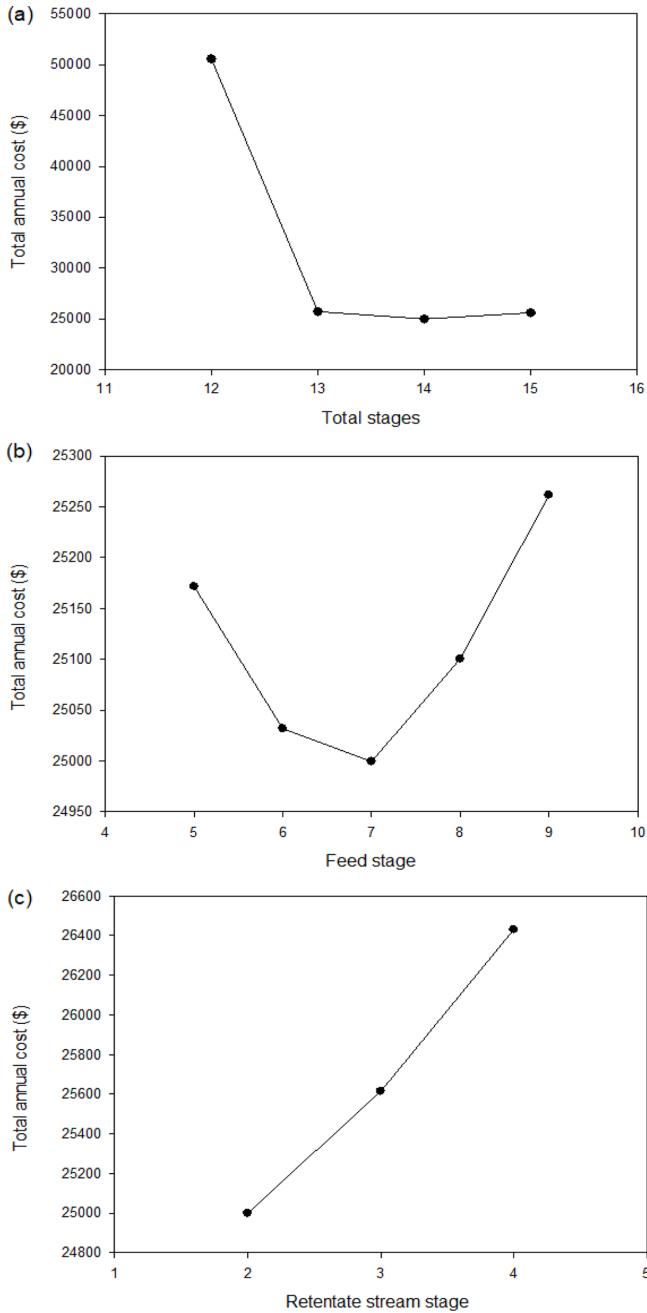 (a)
55000
50000
45000
40000
35000
30000
25000
20000
Total annual cost ($)
11 12 13 14 15 16
Total stages
(b)
25300
25250
25200
25150
25100
25050
25000
24950
Total annual cost ($)
4 5 6 7 8 9 10
Feed stage
(c)
26600
26400
26200
26000
25800
25600
25400
25200
25000
24800
Total annual cost ($)
1 2 3 4 5
Retentate stream stage